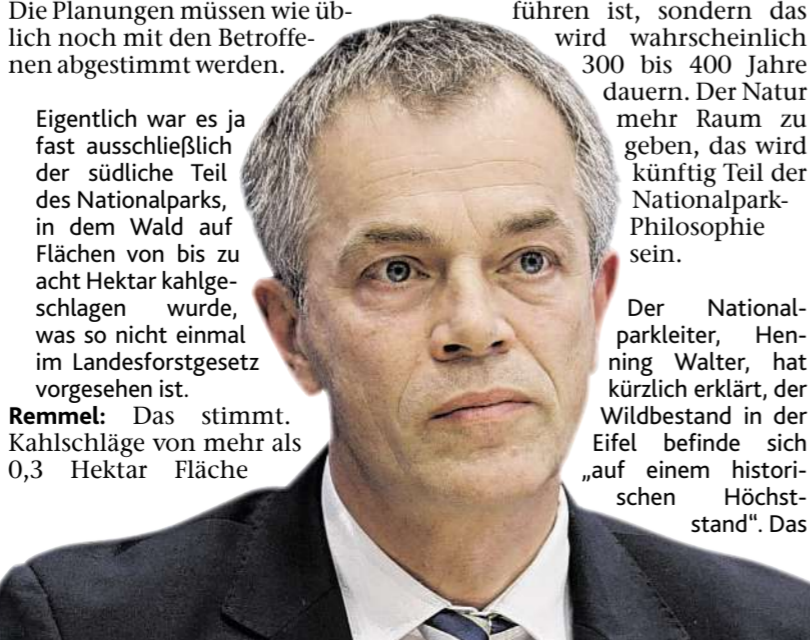 Die Planungen müssen wie üb-
lich noch mit den Betroffe-
nen abgestimmt werden.
Eigentlich war es ja
fast ausschließlich
der südliche Teil
des Nationalparks,
in dem Wald auf
Flächen von bis zu
acht Hektar kahlge-
schlagen wurde,
was so nicht einmal
im Landesforstgesetz
vorgesehen ist.
Remmel: Das stimmt.
Kahlschläge von mehr als
0,3 Hektar Fläche
führen ist, sondern das
wird wahrscheinlich
300 bis 400 Jahre
dauern. Der Natur
mehr Raum zu
geben, das wird
künftig Teil der
Nationalpark-
Philosophie
sein.
Der National-
parkleiter, Hen-
ning Walter, hat
kürzlich erklärt, der
Wildbestand in der
Eifel befinde sich
„auf einem histori-
schen Höchst-
stand“. Das